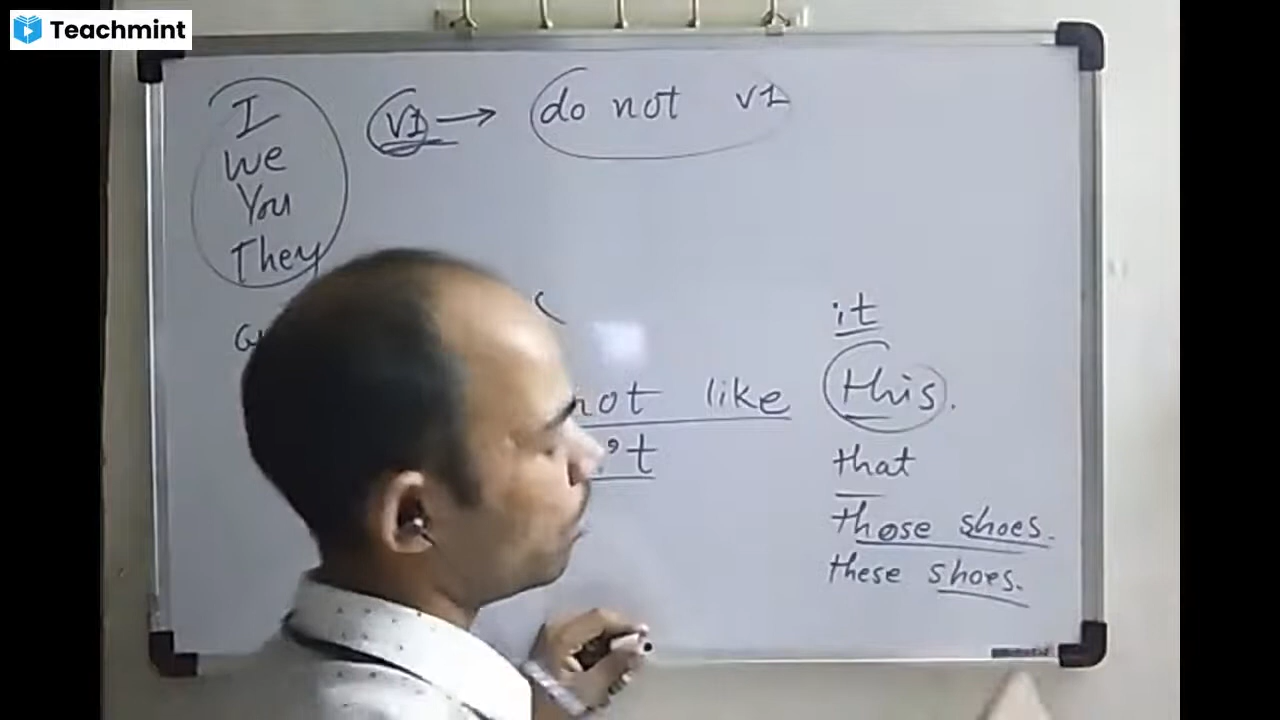 Teachmint
I V1 → do not V1
We
You
They
it
not like this.
't that
those shoes.
these shoes.